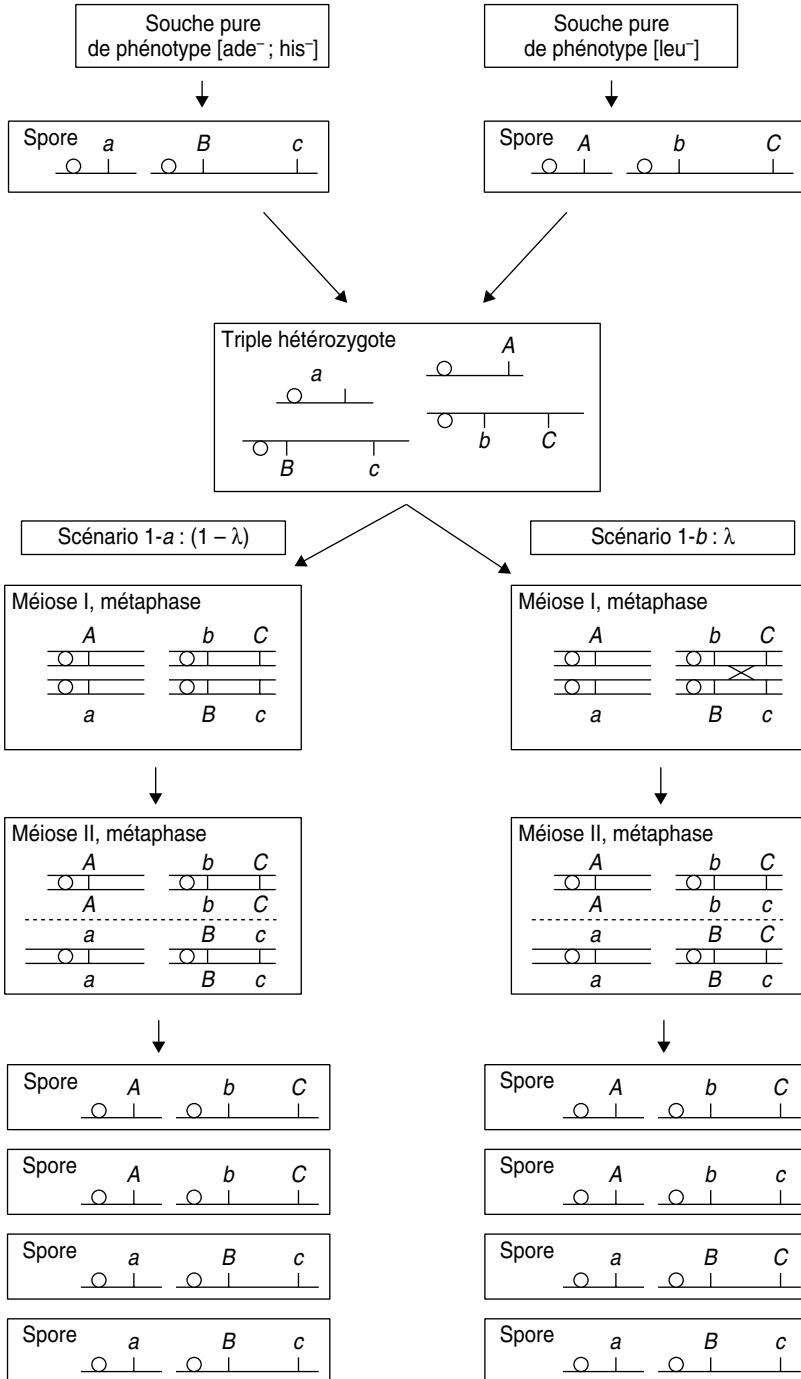 Souche pure
de phénotype [ade⁻ ; his⁻]
Souche pure
de phénotype [leu⁻]
Spore a B c
Spore A b C
Triple hétérozygote
A
a
b C
B c
Scénario 1-a : (1 – λ)
Scénario 1-b : λ
Méiose I, métaphase
A b C
a B c
Méiose I, métaphase
A b C
a B c
Méiose II, métaphase
A b C
A b C
a B c
a B c
Méiose II, métaphase
A b C
A b c
a B C
a B c
Spore A b C
Spore A b C
Spore a B c
Spore a B c
Spore A b C
Spore A b c
Spore a B C
Spore a B c